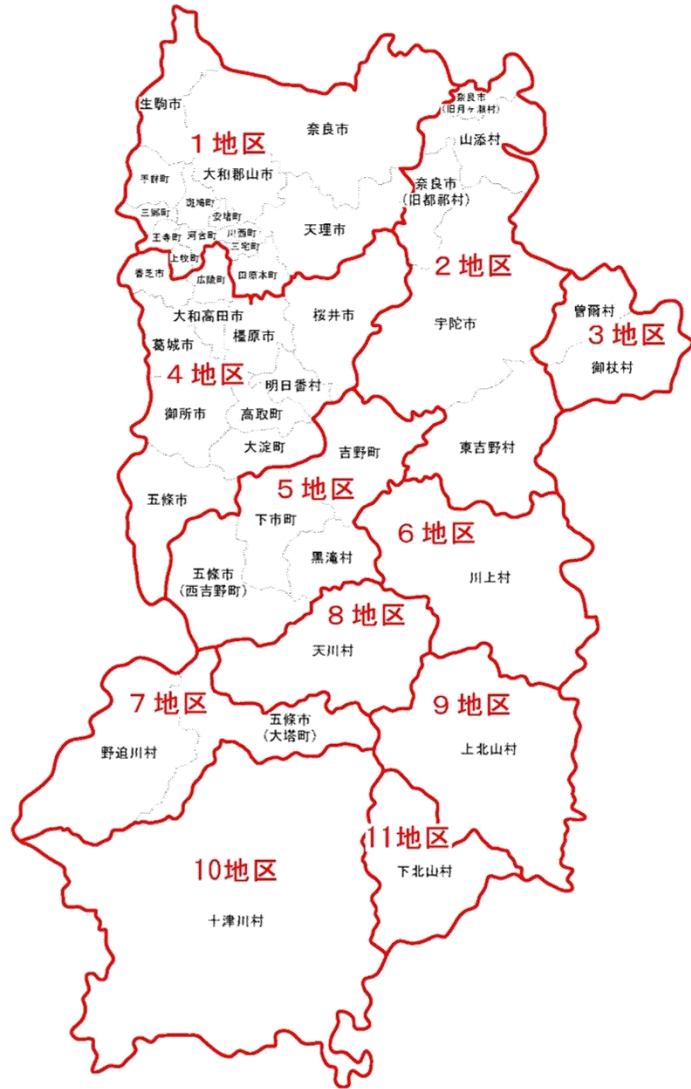 生駒市
奈良市
1地区
平群町
大和郡山市
斑鳩町
三郷町
安堵町
王寺町
河合町
川西町
三宅町
天理市
上牧町
香芝市
広陵町
田原本町
奈良市
(旧月ヶ瀬村)
山添村
奈良市
(旧都祁村)
2地区
宇陀市
曽爾村
3地区
御杖村
東吉野村
大和高田市
橿原市
桜井市
葛城市
4地区
明日香村
御所市
高取町
大淀町
五條市
吉野町
5地区
下市町
黒滝村
五條市
(西吉野町)
6地区
川上村
8地区
天川村
7地区
野迫川村
五條市
(大塔町)
9地区
上北山村
10地区
十津川村
11地区
下北山村